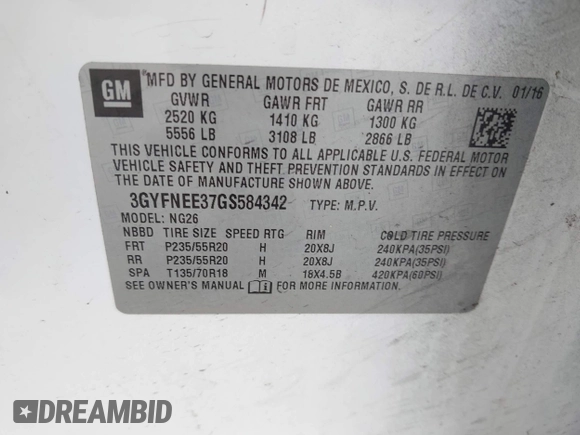 GM
MFD BY GENERAL MOTORS DE MEXICO, S. DE R.L. DE C.V. 01/16
GVWR GAWR FRT GAWR RR
2520 KG 1410 KG 1300 KG
5556 LB 3108 LB 2866 LB
THIS VEHICLE CONFORMS TO ALL APPLICABLE U.S. FEDERAL MOTOR
VEHICLE SAFETY AND THEFT PREVENTION STANDARDS IN EFFECT ON
THE DATE OF MANUFACTURE SHOWN ABOVE.
3GYFNEE37GS584342 TYPE: M.P.V.
MODEL: NG26
NBBD TIRE SIZE SPEED RTG RIM COLD TIRE PRESSURE
FRT P235/55R20 H 20X8J 240KPA(35PSI)
RR P235/55R20 H 20X8J 240KPA(35PSI)
SPA T135/70R18 M 18X4.5B 420KPA(60PSI)
SEE OWNER'S MANUAL FOR MORE INFORMATION.
DREAMBID